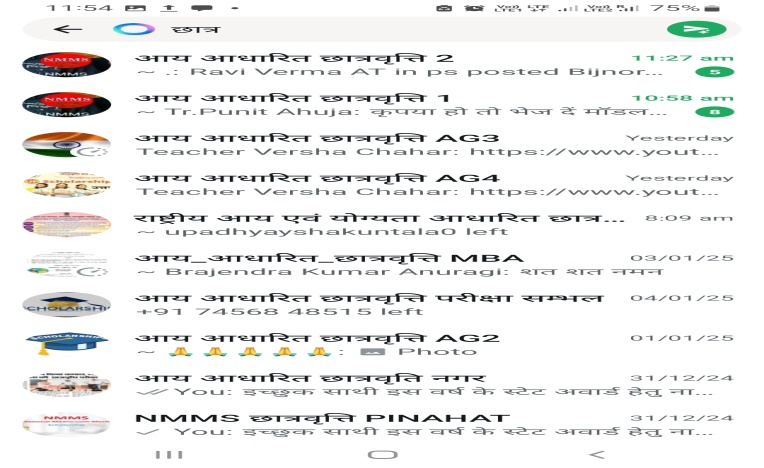 11:54 75%
छात्र
आय आधारित छात्रवृत्ति 2 11:27 am
~ .: Ravi Verma AT in ps posted Bijnor... 5
आय आधारित छात्रवृत्ति 1 10:58 am
~ Tr.Punit Ahuja: कृपया हो तो भेज दें मॉडल... 8
आय आधारित छात्रवृत्ति AG3 Yesterday
Teacher Versha Chahar: https://www.yout...
आय आधारित छात्रवृत्ति AG4 Yesterday
Teacher Versha Chahar: https://www.yout...
राष्ट्रीय आय एवं योग्यता आधारित छात्र... 8:09 am
~ upadhyayshakuntala0 left
आय_आधारित_छात्रवृत्ति MBA 03/01/25
~ Brajendra Kumar Anuragi: शत शत नमन
आय आधारित छात्रवृत्ति परीक्षा सम्भल 04/01/25
+91 74568 48515 left
आय आधारित छात्रवृत्ति AG2 01/01/25
~ 🙏 🙏 🙏 🙏 🙏 : Photo
आय आधारित छात्रवृत्ति नगर 31/12/24
You: इच्छुक साथी इस वर्ष के स्टेट अवार्ड हेतु ना...
NMMS छात्रवृत्ति PINAHAT 31/12/24
You: इच्छुक साथी इस वर्ष के स्टेट अवार्ड हेतु ना...